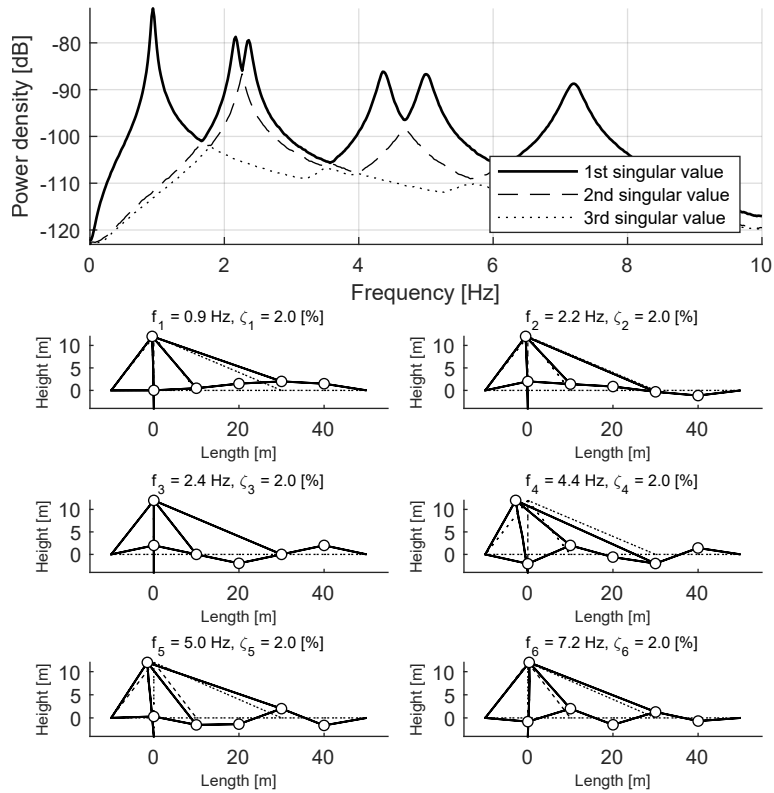 Power density [dB]
-80
-90
-100
-110
-120
1st singular value
2nd singular value
3rd singular value
0 2 4 6 8 10
Frequency [Hz]
f1 = 0.9 Hz, ζ1 = 2.0 [%]
Height [m]
10
5
0
0 20 40
Length [m]
f2 = 2.2 Hz, ζ2 = 2.0 [%]
Height [m]
10
5
0
0 20 40
Length [m]
f3 = 2.4 Hz, ζ3 = 2.0 [%]
Height [m]
10
5
0
0 20 40
Length [m]
f4 = 4.4 Hz, ζ4 = 2.0 [%]
Height [m]
10
5
0
0 20 40
Length [m]
f5 = 5.0 Hz, ζ5 = 2.0 [%]
Height [m]
10
5
0
0 20 40
Length [m]
f6 = 7.2 Hz, ζ6 = 2.0 [%]
Height [m]
10
5
0
0 20 40
Length [m]